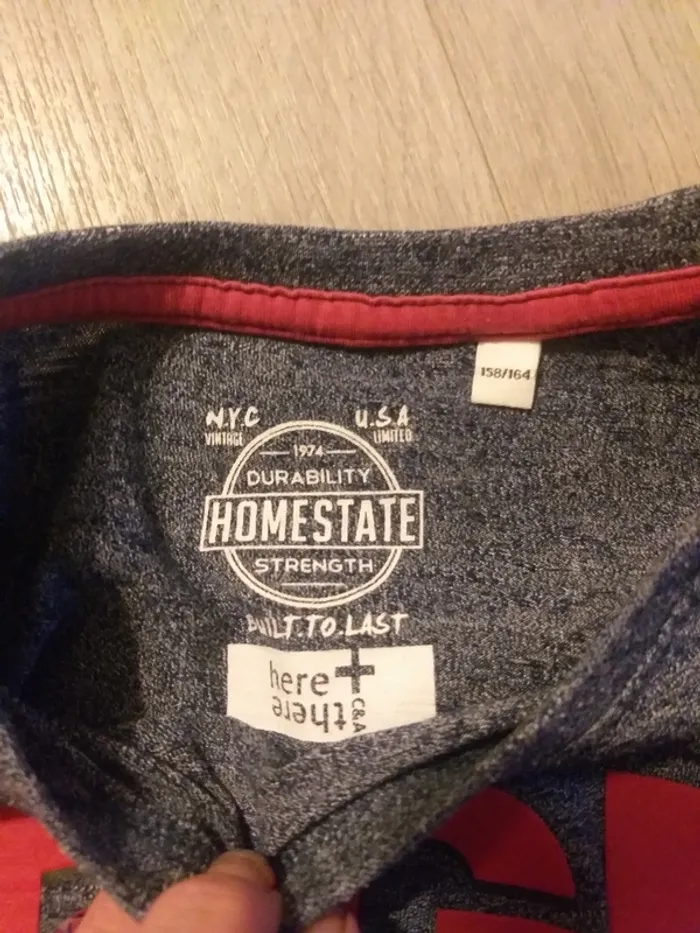 158/164
N.Y.C U.S.A
VINTAGE LIMITED
1974
DURABILITY
HOMESTATE
STRENGTH
BUILT.TO.LAST
here +
there C&A